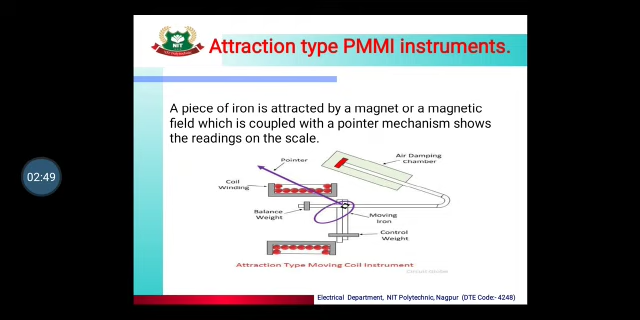 Attraction type PMMI instruments.
NIT
A piece of iron is attracted by a magnet or a magnetic
field which is coupled with a pointer mechanism shows
the readings on the scale.
Air Damping
Chamber
Pointer
Coil
Winding
Balance
Weight
Moving
Iron
Control
Weight
Attraction Type Moving Coil Instrument
Electrical Department, NIT Polytechnic, Nagpur (DTE Code:- 4248)
02:49